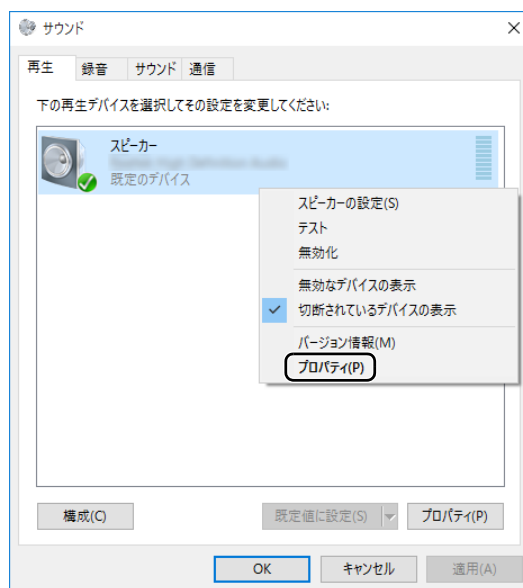 サウンド
再生 録音 サウンド 通信
下の再生デバイスを選択してその設定を変更してください:
スピーカー
既定のデバイス
スピーカーの設定(S)
テスト
無効化
無効なデバイスの表示
切断されているデバイスの表示
バージョン情報(M)
プロパティ(P)
構成(C) 既定値に設定(S) プロパティ(P)
OK キャンセル 適用(A)